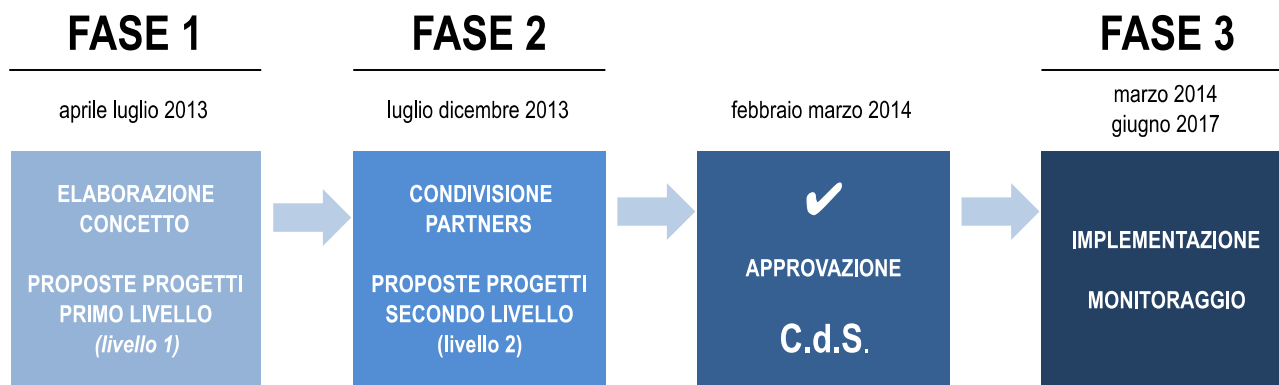 FASE 1
aprile luglio 2013
ELABORAZIONE
CONCETTO
PROPOSTE PROGETTI
PRIMO LIVELLO
(livello 1)
FASE 2
luglio dicembre 2013
CONDIVISIONE
PARTNERS
PROPOSTE PROGETTI
SECONDO LIVELLO
(livello 2)
febbraio marzo 2014
✔
APPROVAZIONE
C.d.S.
FASE 3
marzo 2014
giugno 2017
IMPLEMENTAZIONE
MONITORAGGIO